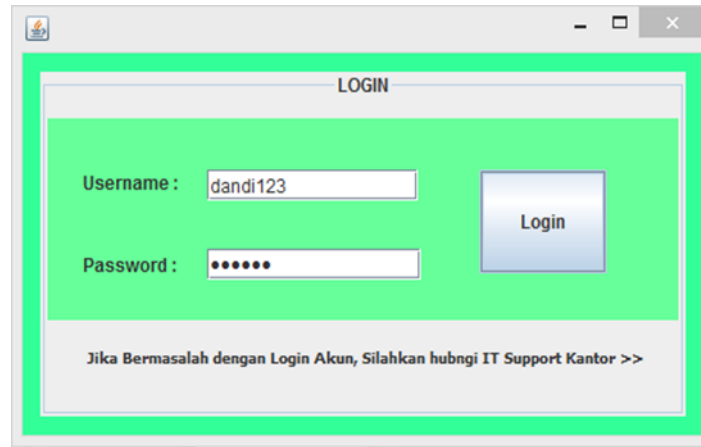 LOGIN
Username : dandi123
Login
Password : ••••••
Jika Bermasalah dengan Login Akun, Silahkan hubngi IT Support Kantor >>